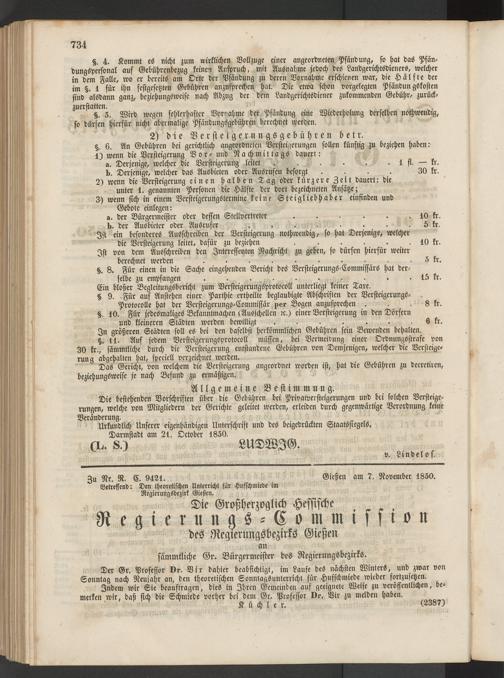 734
§. 4. Kommt es nicht zum wirklichen Vollzuge einer angeordneten Pfändung, so hat das Pfän-
dungspersonal auf Gebührenbezug keinen Anspruch, mit Ausnahme jedoch des Landgerichtsdieners, welcher
in dem Falle, wo er bereits am Orte der Pfändung zu deren Vornahme erschienen war, die Hälfte der
im §. 1 für ihn festgesetzten Gebühren anzusprechen hat. Die etwa schon vorgelegten Pfändungskosten
sind alsdann ganz, beziehungsweise nach Abzug der dem Landgerichtsdiener zukommenden Gebühr, zurück-
zuerstatten.
§. 5. Wird wegen fehlerhafter Vornahme der Pfändung eine Wiederholung derselben nothwendig,
so dürfen hierfür nicht abermalige Pfändungsgebühren berechnet werden.
2) die Versteigerungsgebühren betr.
§. 6. An Gebühren bei gerichtlich angeordneten Versteigerungen sollen künftig zu beziehen haben:
1) wenn die Versteigerung Vor- und Nachmittags dauert:
a. Derjenige, welcher die Versteigerung leitet . . . 1 fl. — kr.
b. Derjenige, welcher das Ausbieten oder Ausrufen besorgt 30 kr.
2) wenn die Versteigerung einen halben Tag oder kürzere Zeit dauert: die
unter 1. genannten Personen die Hälfte der dort bezeichneten Ansätze;
3) wenn sich in einem Versteigerungstermine keine Steigliebhaber einfinden und
Gebote einlegen:
a. der Bürgermeister oder dessen Stellvertreter . . . 10 kr.
b. der Ausbieter oder Ausrufer . . . 5 kr.
Ist ein besonderes Ausschreiben der Versteigerung nothwendig, so hat Derjenige, welcher
die Versteigerung leitet, dafür zu beziehen . . . 10 kr.
Ist von dem Ausschreiben den Interessenten Nachricht zu geben, so dürfen hierfür weiter
berechnet werden . . . 5 kr.
§. 8. Für einen in die Sache eingehenden Bericht des Versteigerungs-Commissärs hat der-
selbe zu empfangen . . . 15 kr.
Ein bloßer Begleitungsbericht zum Versteigerungsprotocoll unterliegt keiner Taxe.
§. 9. Für auf Anstehen einer Parthie ertheilte beglaubigte Abschriften der Versteigerungs-
Protocolle hat der Versteigerungs-Commissär per Bogen anzusprechen . . . 8 kr.
§. 10. Für jedesmaliges Bekanntmachen (Ausschellen rc.) einer Versteigerung in den Dörfern
und kleineren Städten werden bewilligt . . . 6 kr.
In größeren Städten soll es bei den daselbst herkömmlichen Gebühren sein Bewenden behalten.
§. 11. Auf jedem Versteigerungsprotocoll müssen, bei Vermeidung einer Ordnungsstrafe von
30 kr., sämmtliche durch die Versteigerung entstandene Gebühren von Demjenigen, welcher die Versteige-
rung abgehalten hat, speciell verzeichnet werden.
Das Gericht, von welchem die Versteigerung angeordnet worden ist, hat die Gebühren zu decretiren,
beziehungsweise je nach Befund zu ermäßigen.
Allgemeine Bestimmung.
Die bestehenden Vorschriften über die Gebühren bei Privatversteigerungen und bei solchen Versteige-
rungen, welche von Mitgliedern der Gerichte geleitet werden, erleiden durch gegenwärtige Verordnung keine
Veränderung.
Urkundlich Unserer eigenhändigen Unterschrift und des beigedrückten Staatssiegels.
Darmstadt am 21. October 1850.
(L. S.) LUDWIG.
v. Lindelof.
Zu Nr. R. C. 9421. Gießen am 7. November 1850.
Betreffend: Den theoretischen Unterricht für Hufschmiede im
Regierungsbezirk Gießen.
Die Großherzoglich Hessische
Regierungs-Commission
des Regierungsbezirks Gießen
an
sämmtliche Gr. Bürgermeister des Regierungsbezirks.
Der Gr. Professor Dr. Vix dahier beabsichtigt, im Laufe des nächsten Winters, und zwar von
Sonntag nach Neujahr an, den theoretischen Sonntagsunterricht für Hufschmiede wieder fortzusetzen.
Indem wir Sie beauftragen, dies in Ihren Gemeinden auf geeignete Weise zu veröffentlichen, be-
merken wir, daß sich die Schmiede vorher bei dem Gr. Professor Dr. Vix zu melden haben.
Küchler. (2387)